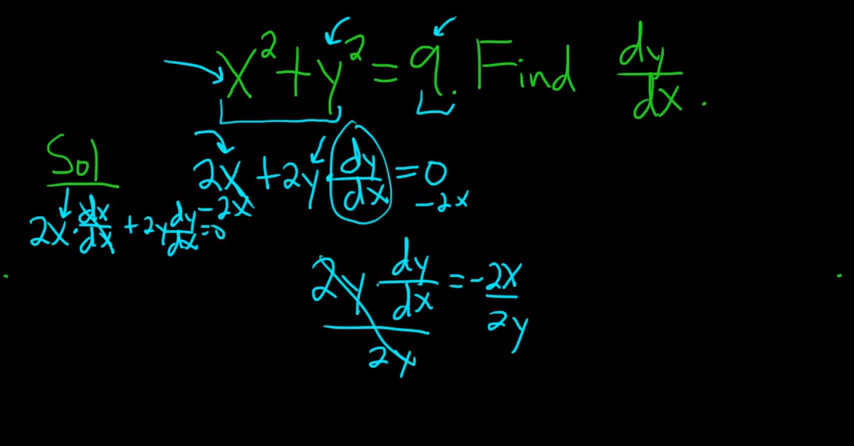 x² + y² = 9. Find dy/dx.
Sol
2x + 2y · dy/dx = 0
-2x -2x
2x · dx/dx + 2y dy/dx = 0
2y · dy/dx = -2x
2y 2y